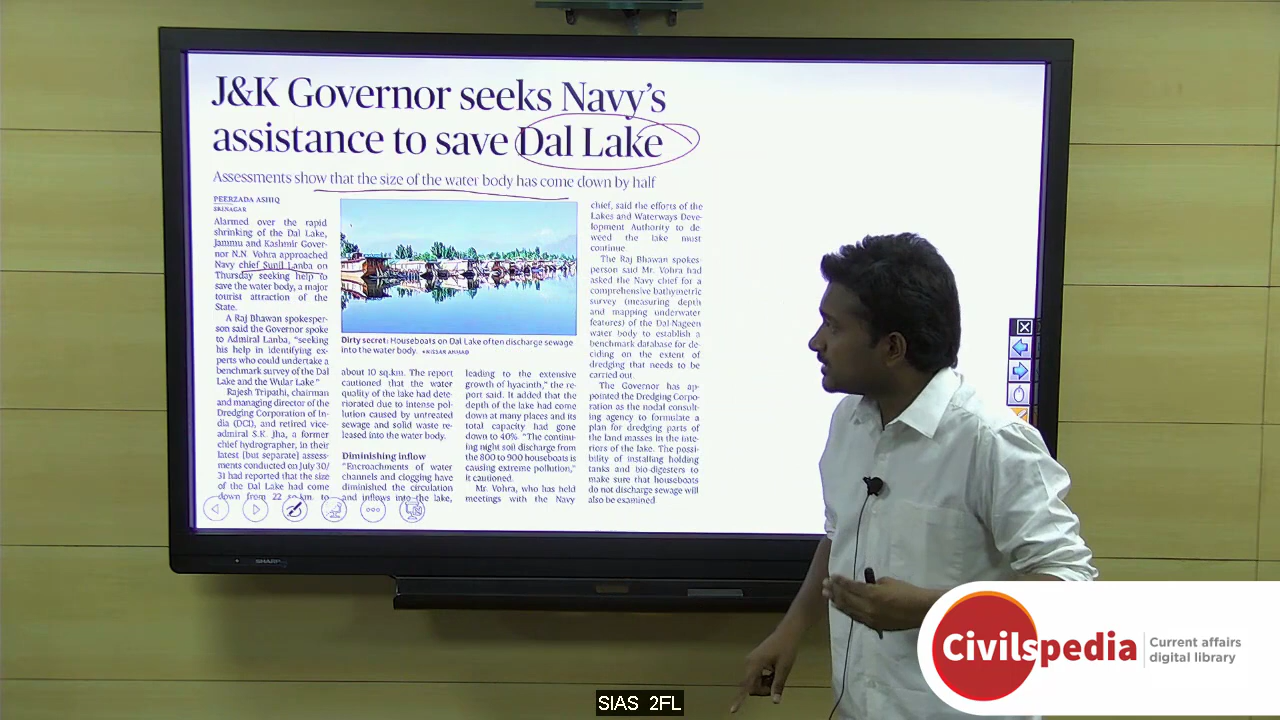 J&K Governor seeks Navy's
assistance to save Dal Lake
Assessments show that the size of the water body has come down by half
PEERZADA ASHIQ
SRINAGAR
Alarmed over the rapid
shrinking of the Dal Lake,
Jammu and Kashmir Gover-
nor N.N. Vohra approached
Navy chief Sunil Lanba on
Thursday seeking help to
save the water body, a major
tourist attraction of the
State.
A Raj Bhawan spokesper-
son said the Governor spoke
to Admiral Lanba, "seeking
his help in identifying ex-
perts who could undertake a
benchmark survey of the Dal
Lake and the Wular Lake"
Rajesh Tripathi, chairman
and managing director of the
Dredging Corporation of In-
dia (DCI), and retired vice-
admiral S.K. Jha, a former
chief hydrographer, in their
latest [but separate] assess-
ments conducted on July 30/
31 had reported that the size
of the Dal Lake had come
down from 22 sq.km. to
Dirty secret: Houseboats on Dal Lake often discharge sewage
into the water body. •NISSAR AHMAD
about 10 sq.km. The report
cautioned that the water
quality of the lake had dete-
riorated due to intense pol-
lution caused by untreated
sewage and solid waste re-
leased into the water body.
Diminishing inflow
"Encroachments of water
channels and clogging have
diminished the circulation
and inflows into the lake,
leading to the extensive
growth of hyacinth," the re-
port said. It added that the
depth of the lake had come
down at many places and its
total capacity had gone
down to 40%. "The continu-
ing night soil discharge from
the 800 to 900 houseboats is
causing extreme pollution,"
it cautioned.
Mr. Vohra, who has held
meetings with the Navy
chief, said the efforts of the
Lakes and Waterways Deve-
lopment Authority to de-
weed the lake must
continue
The Raj Bhawan spokes-
person said Mr. Vohra had
asked the Navy chief for a
comprehensive bathymetric
survey (measuring depth
and mapping underwater
features) of the Dal-Nageen
water body to establish a
benchmark database for de-
ciding on the extent of
dredging that needs to be
carried out.
The Governor has ap-
pointed the Dredging Corpo-
ration as the nodal consult-
ing agency to formulate a
plan for dredging parts of
the land masses in the inte-
riors of the lake. The possi-
bility of installing holding
tanks and bio-digesters to
make sure that houseboats
do not discharge sewage will
also be examined
SHARP
Civilspedia
Current affairs
digital library
SIAS 2FL